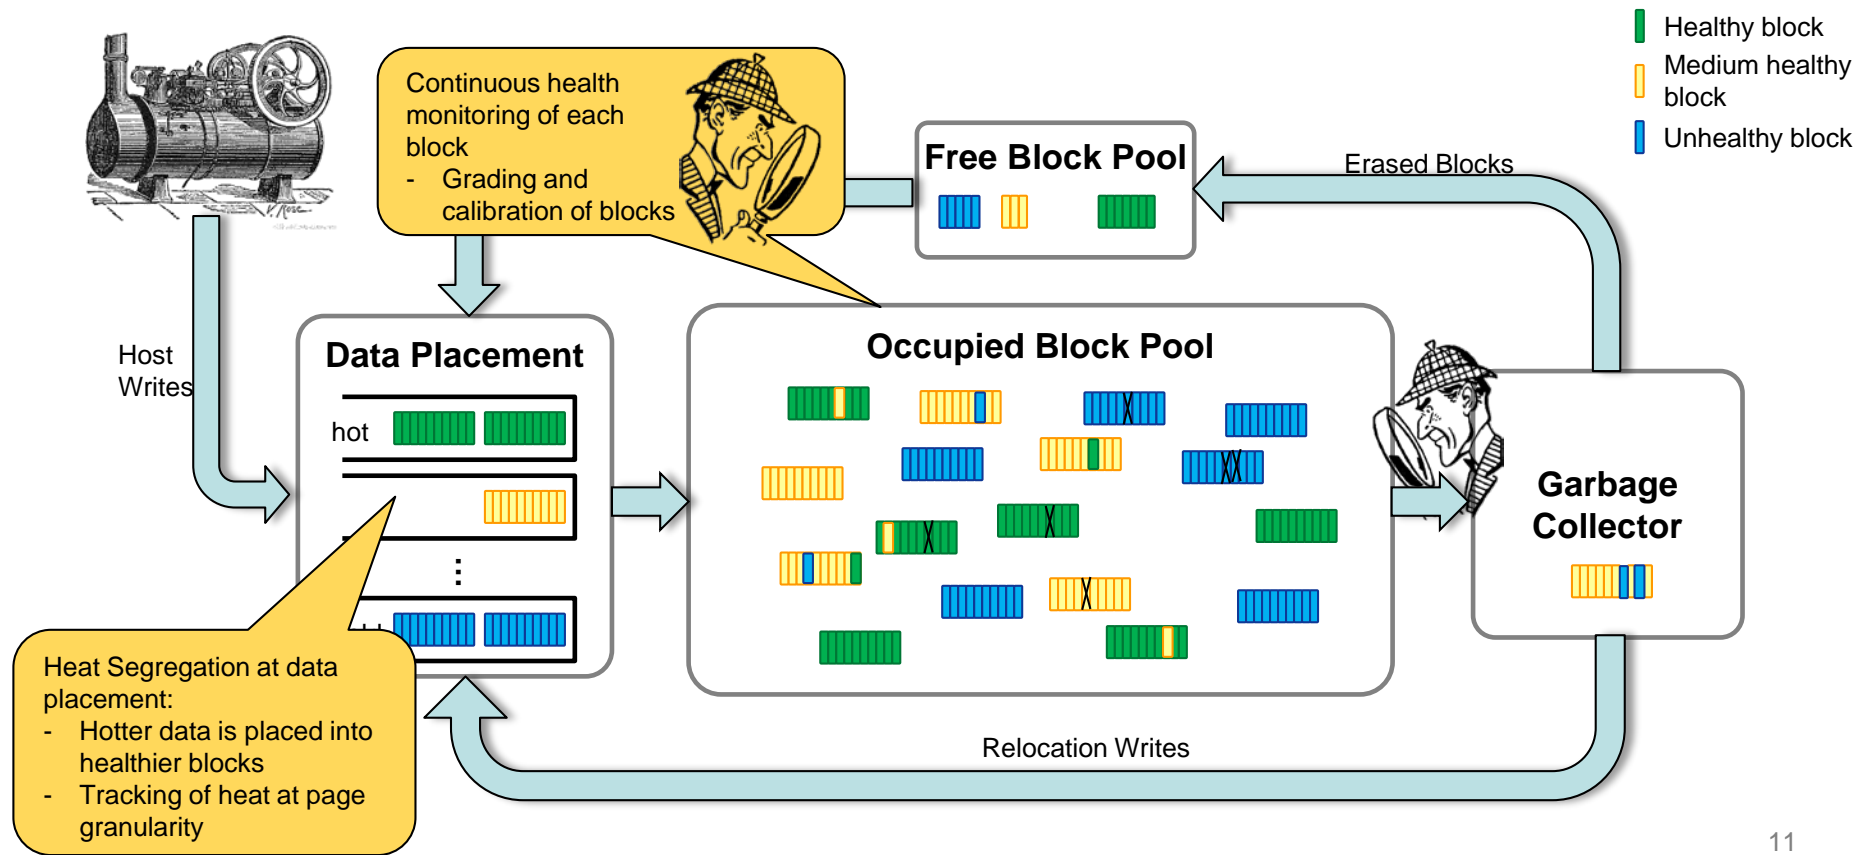 Healthy block
Medium healthy
block
Unhealthy block
Continuous health
monitoring of each
block
- Grading and
calibration of blocks
Free Block Pool
Erased Blocks
Host
Writes
Data Placement
hot
Occupied Block Pool
Garbage
Collector
Heat Segregation at data
placement:
- Hotter data is placed into
healthier blocks
- Tracking of heat at page
granularity
Relocation Writes
11